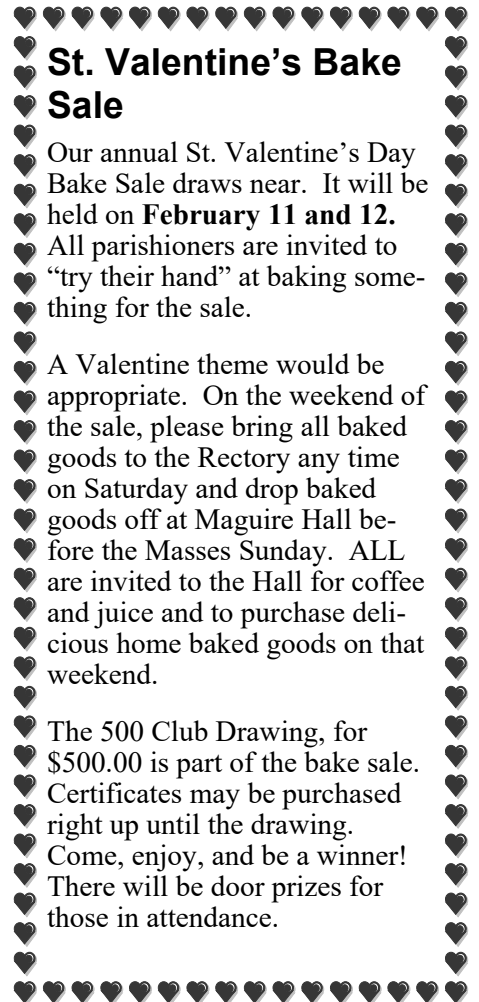 St. Valentine’s Bake
Sale
Our annual St. Valentine’s Day
Bake Sale draws near.  It will be
held on February 11 and 12.
All parishioners are invited to
“try their hand” at baking some-
thing for the sale.
A Valentine theme would be
appropriate.  On the weekend of
the sale, please bring all baked
goods to the Rectory any time
on Saturday and drop baked
goods off at Maguire Hall be-
fore the Masses Sunday.  ALL
are invited to the Hall for coffee
and juice and to purchase deli-
cious home baked goods on that
weekend.
The 500 Club Drawing, for
$500.00 is part of the bake sale.
Certificates may be purchased
right up until the drawing.
Come, enjoy, and be a winner!
There will be door prizes for
those in attendance.